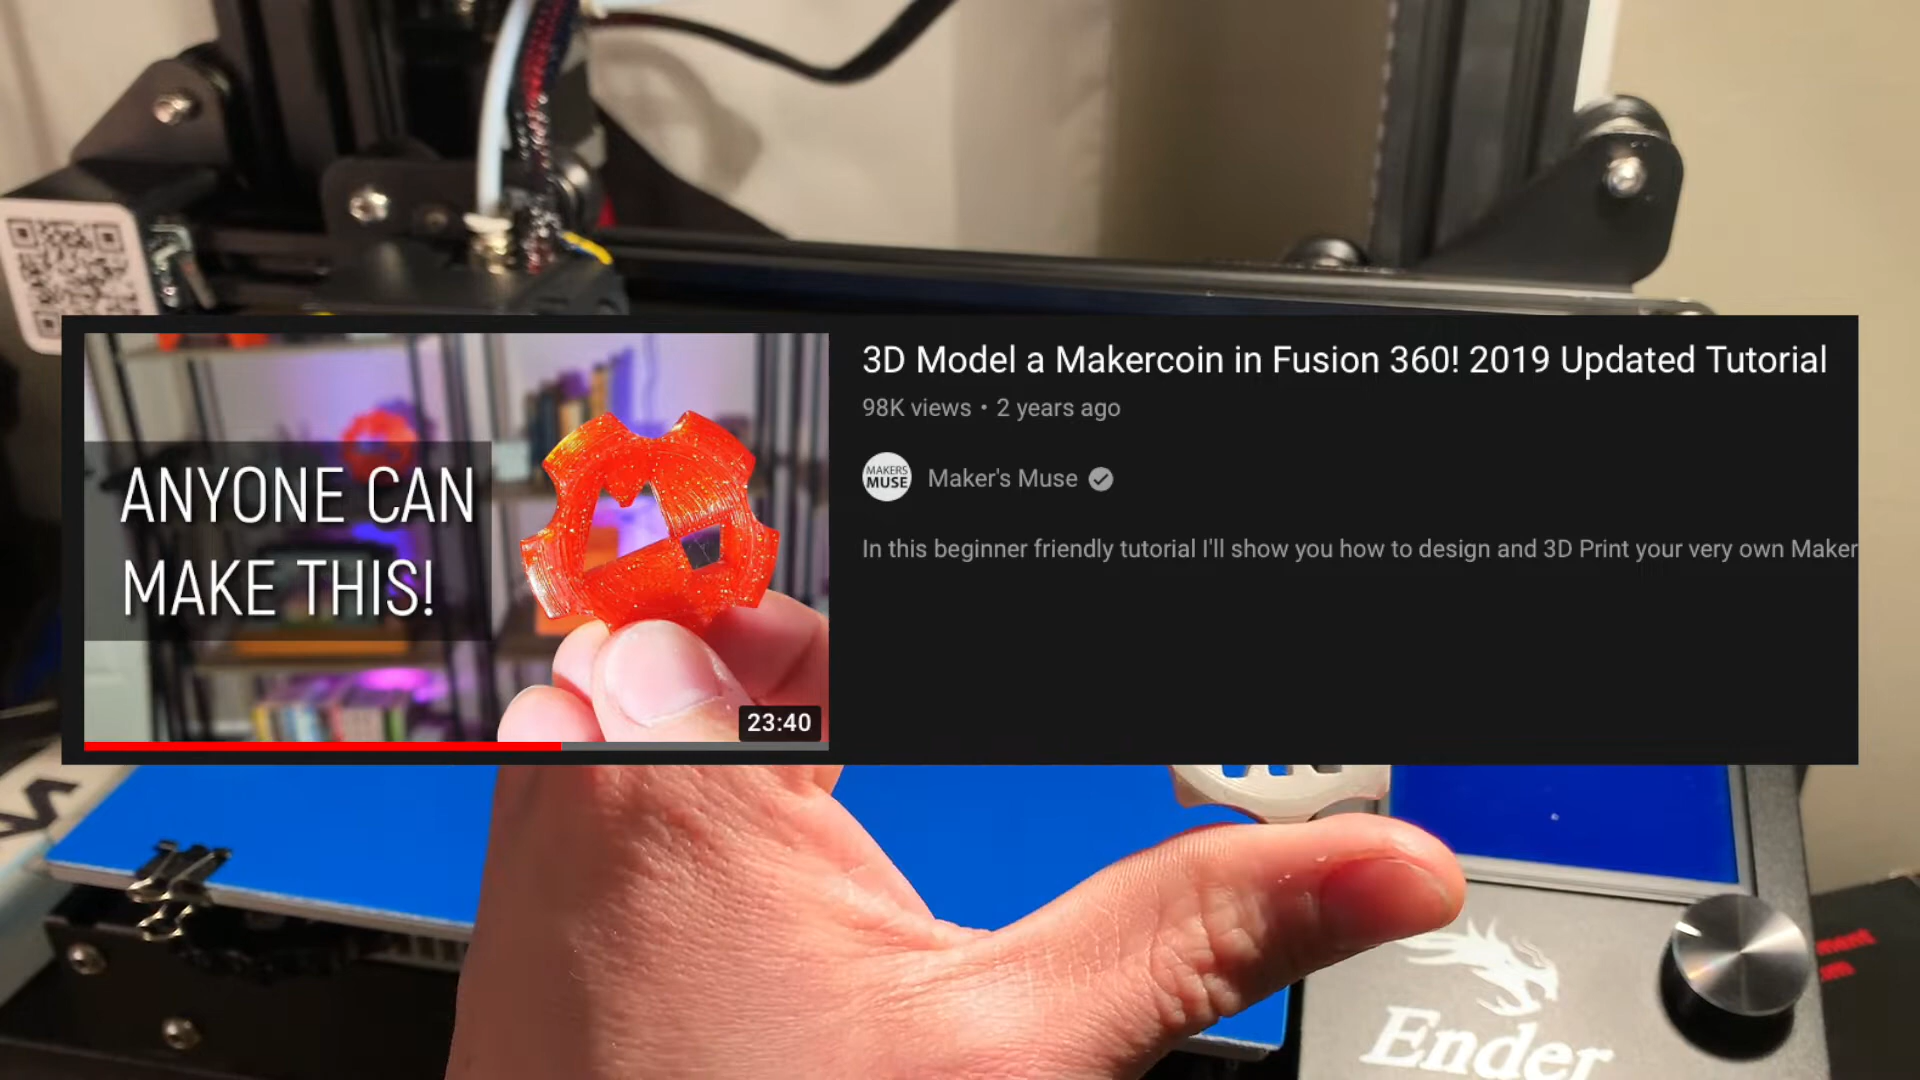 3D Model a Makercoin in Fusion 360! 2019 Updated Tutorial
98K views • 2 years ago
MAKERS
MUSE
Maker's Muse
In this beginner friendly tutorial I'll show you how to design and 3D Print your very own Maker
ANYONE CAN
MAKE THIS!
23:40
Ender